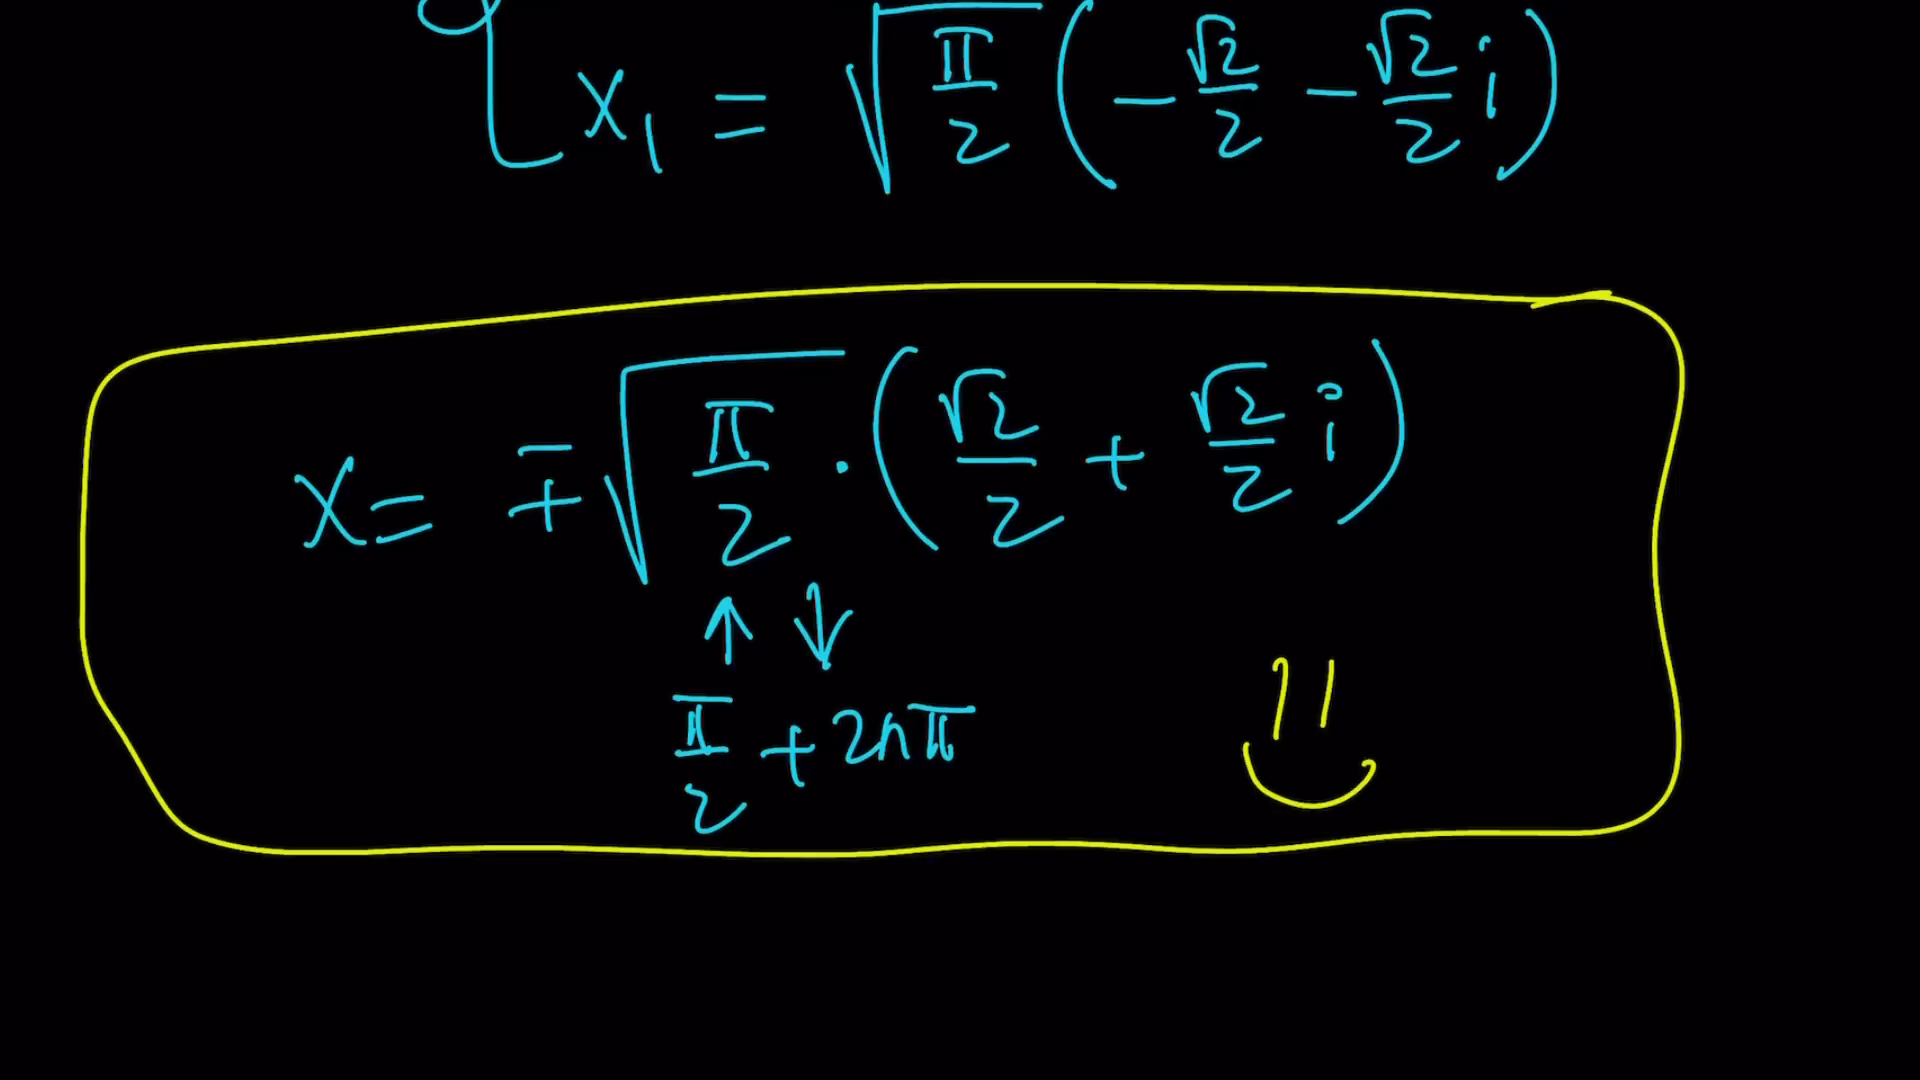 x₁ = √(π/2) (-√2/2 - √2/2 i)
x = ∓√(π/2) · (√2/2 + √2/2 i)
↑ ↓
π/2 + 2nπ